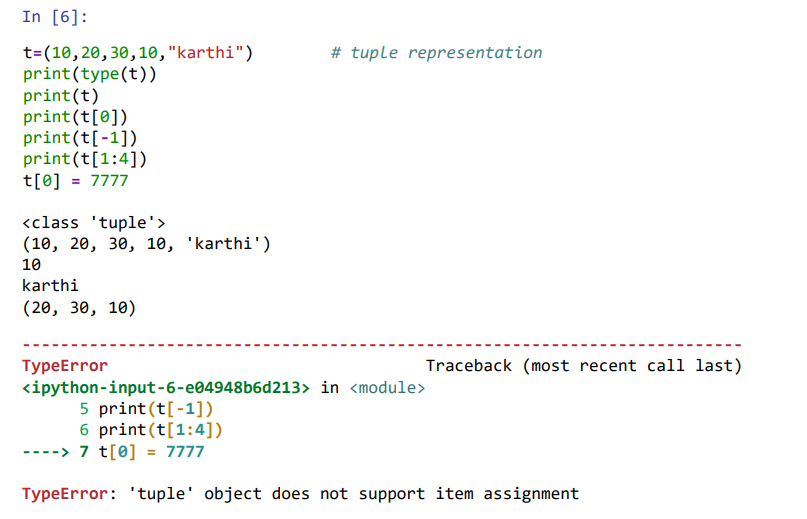 In [6]:
t=(10,20,30,10,"karthi")        # tuple representation
print(type(t))
print(t)
print(t[0])
print(t[-1])
print(t[1:4])
t[0] = 7777
<class 'tuple'>
(10, 20, 30, 10, 'karthi')
10
karthi
(20, 30, 10)
---------------------------------------------------------------------------
TypeError                                 Traceback (most recent call last)
<ipython-input-6-e04948b6d213> in <module>
      5 print(t[-1])
      6 print(t[1:4])
----> 7 t[0] = 7777
TypeError: 'tuple' object does not support item assignment